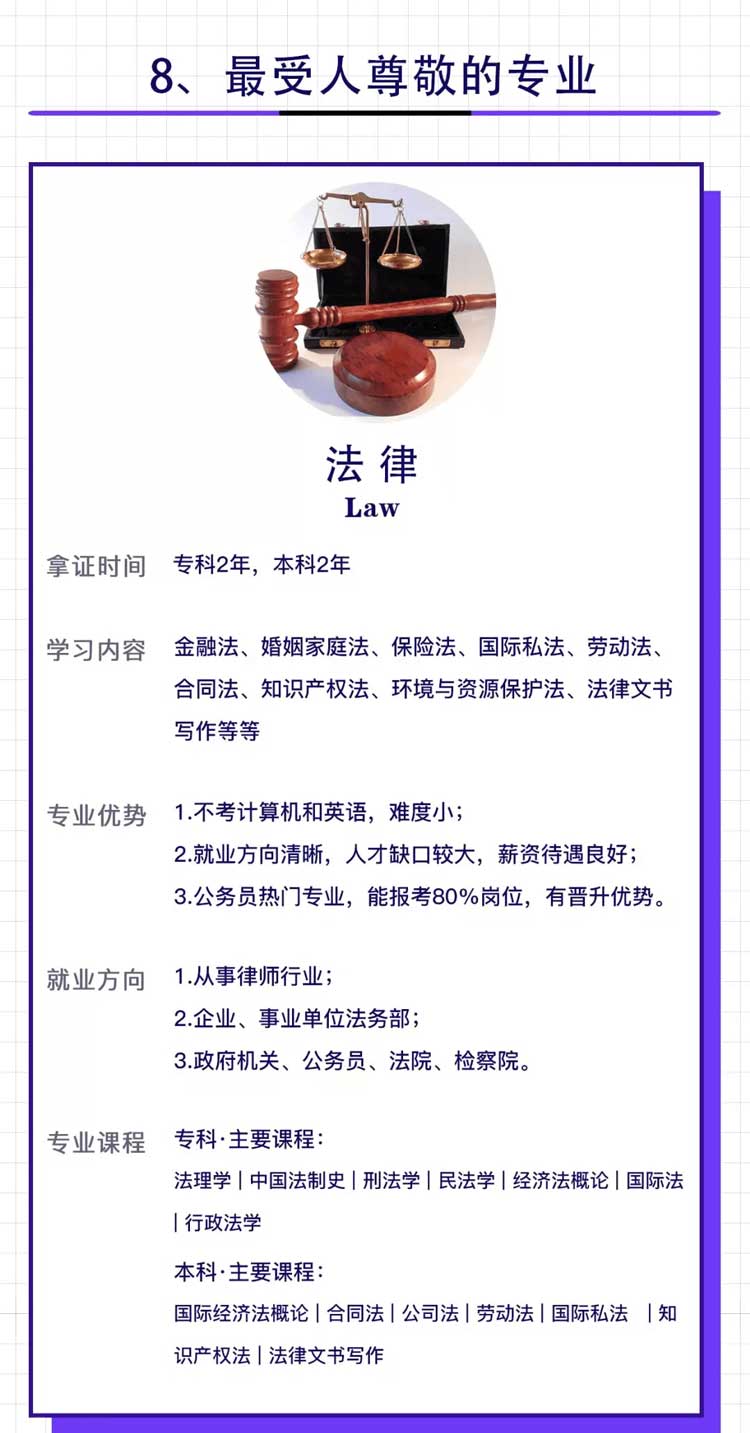 8、最受人尊敬的专业
法律
Law
拿证时间 专科2年，本科2年
学习内容 金融法、婚姻家庭法、保险法、国际私法、劳动法、
合同法、知识产权法、环境与资源保护法、法律文书
写作等等
专业优势 1.不考计算机和英语，难度小；
2.就业方向清晰，人才缺口较大，薪资待遇良好；
3.公务员热门专业，能报考80%岗位，有晋升优势。
就业方向 1.从事律师行业；
2.企业、事业单位法务部；
3.政府机关、公务员、法院、检察院。
专业课程 专科·主要课程：
法理学 | 中国法制史 | 刑法学 | 民法学 | 经济法概论 | 国际法
| 行政法学
本科·主要课程：
国际经济法概论 | 合同法 | 公司法 | 劳动法 | 国际私法 | 知
识产权法 | 法律文书写作